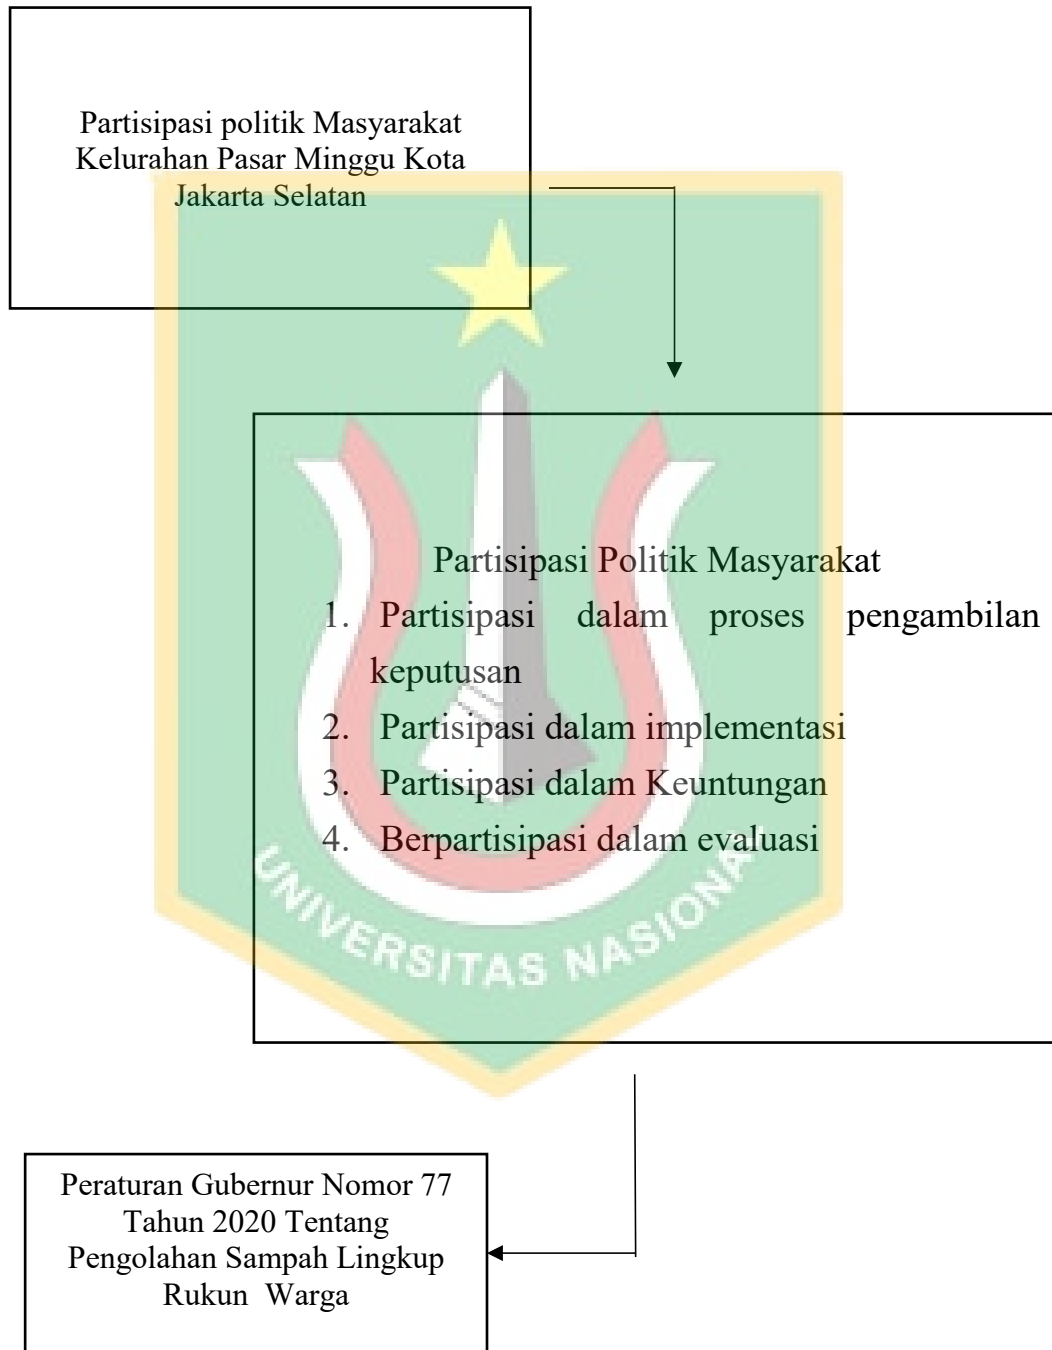 Partisipasi politik Masyarakat
Kelurahan Pasar Minggu Kota
Jakarta Selatan
Partisipasi Politik Masyarakat
1. Partisipasi dalam proses pengambilan
keputusan
2. Partisipasi dalam implementasi
3. Partisipasi dalam Keuntungan
4. Berpartisipasi dalam evaluasi
UNIVERSITAS NASIONAL
Peraturan Gubernur Nomor 77
Tahun 2020 Tentang
Pengolahan Sampah Lingkup
Rukun Warga